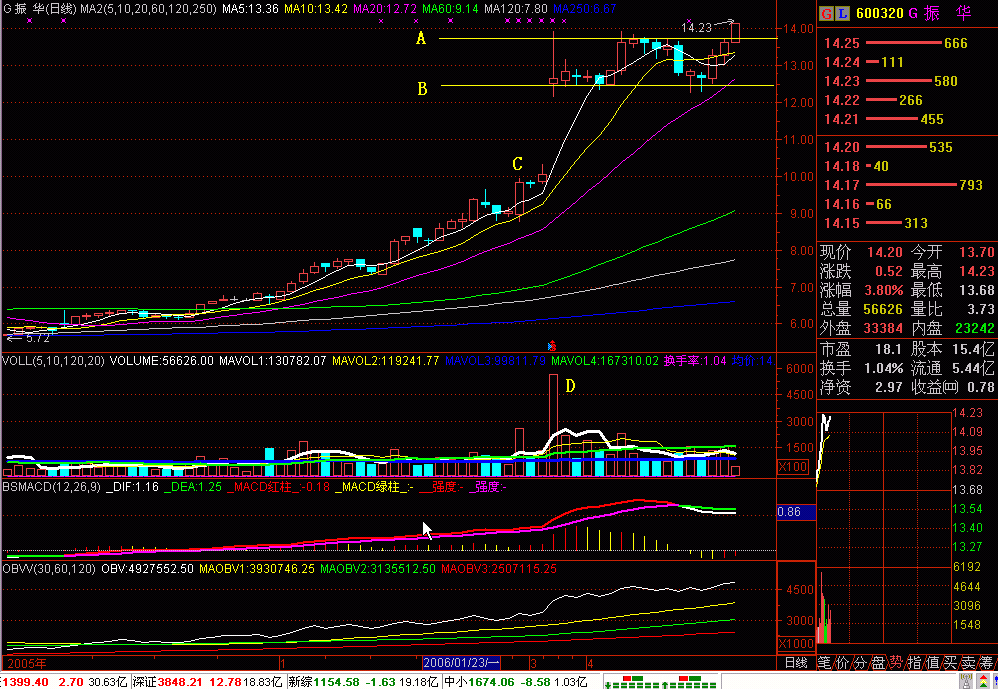 G 振 华(日线) MA2(5,10,20,60,120,250) MA5:13.36 MA10:13.42 MA20:12.72 MA60:9.14 MA120:7.80 MA250:6.67
GL 600320 G 振 华
14.23
A
B
C
←5.72
14.00
13.00
12.00
11.00
10.00
9.00
8.00
7.00
6.00
14.25 666
14.24 111
14.23 580
14.22 266
14.21 455
14.20 535
14.18 40
14.17 793
14.16 66
14.15 313
现价 14.20 今开 13.70
涨跌 0.52 最高 14.23
涨幅 3.80% 最低 13.68
总量 56626 量比 3.73
外盘 33384 内盘 23242
市盈 18.1 股本 15.4亿
换手 1.04% 流通 5.44亿
净资 2.97 收益㈣ 0.78
VOLL(5,10,120,20) VOLUME:56626.00 MAVOL1:130782.07 MAVOL2:119241.77 MAVOL3:99811.79 MAVOL4:167310.02 换手率:1.04 均价:14
D
6000
4500
3000
1500
X100
BSMACD(12,26,9) _DIF:1.16 _DEA:1.25 _MACD红柱_:-0.18 _MACD绿柱_:- __强度:- _强度:-
0.86
OBVV(30,60,120) OBV:4927552.50 MAOBV1:3930746.25 MAOBV2:3135512.50 MAOBV3:2507115.25
4500
3000
X1000
14.23
14.09
13.95
13.82
13.68
13.54
13.40
13.27
6192
4644
3096
1548
2005年 1 2006/01/23/一 3 4 日线
笔价分盘势指值买卖筹
1399.40 2.70 30.63亿 深证3848.21 12.78 18.83亿 新综1154.58 -1.63 19.18亿 中小1674.06 -8.58 1.03亿